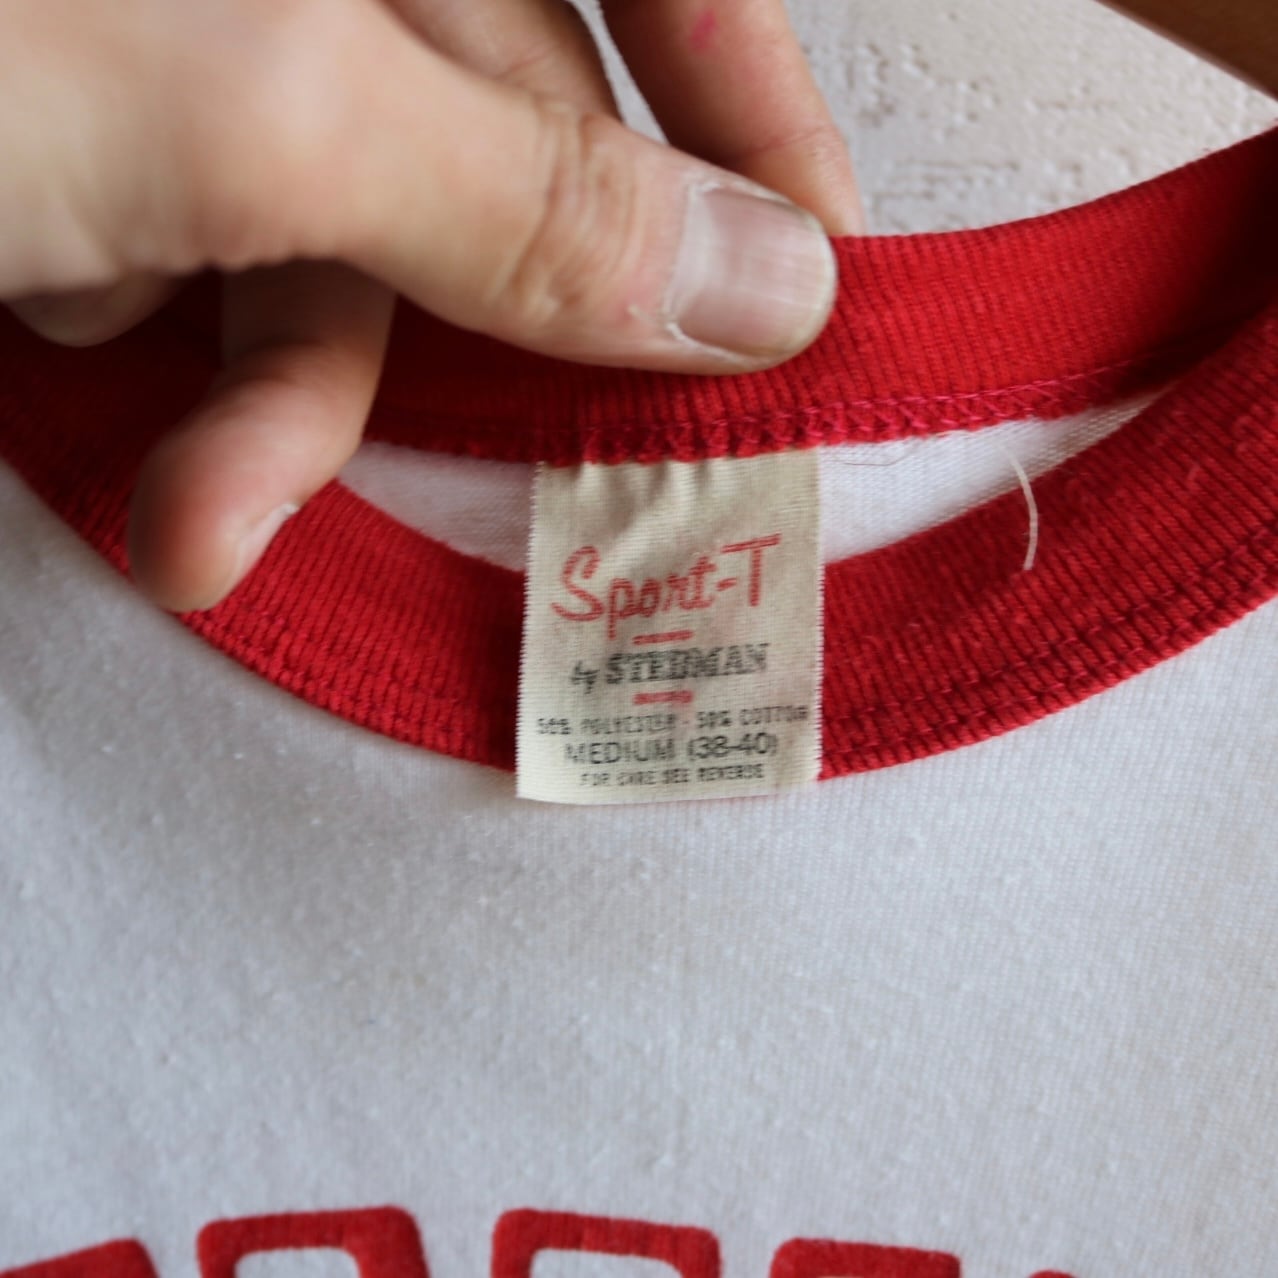 Sport-T
by STEDMAN
50% POLYESTER - 50% COTTON
MEDIUM (38-40)
FOR CARE SEE REVERSE